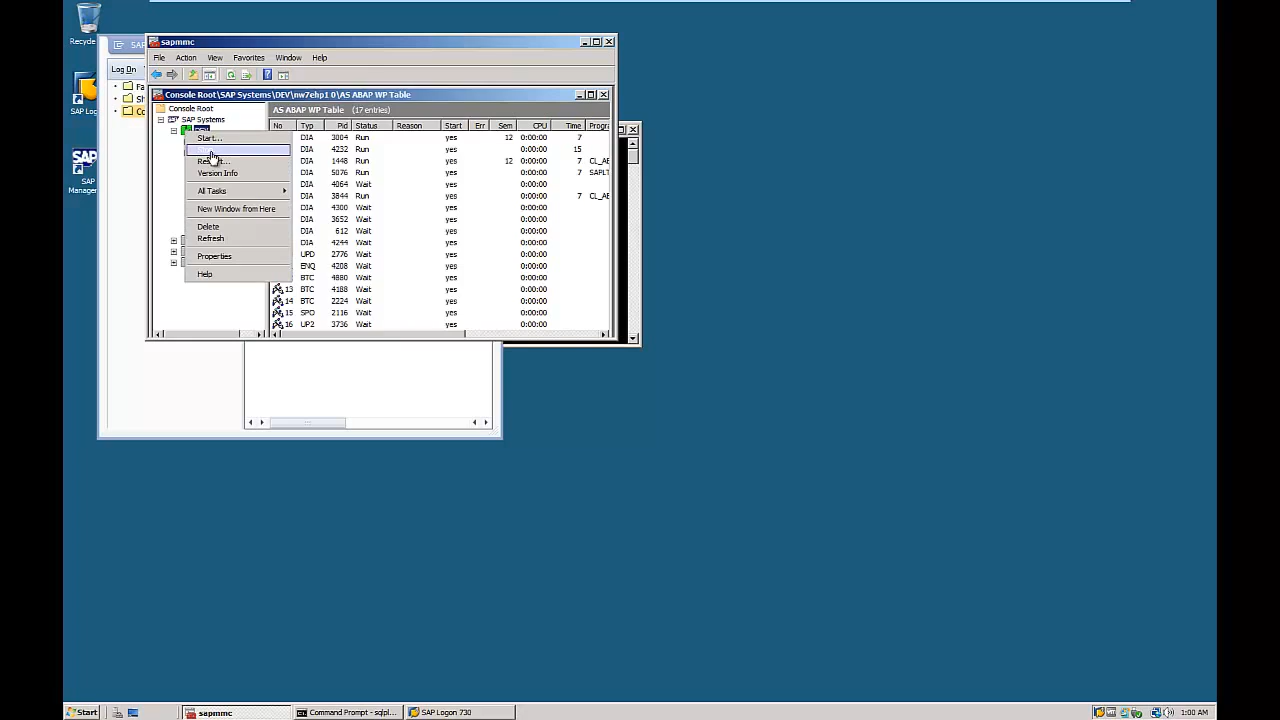 Recycle
SAP Log
SAP
Manager
SAP
Log On
Fa
Sh
Co
sapmmc
File Action View Favorites Window Help
Console Root\SAP Systems\DEV\nw7ehp1 0\AS ABAP WP Table
Console Root
SAP Systems
Start...
Version Info
All Tasks
New Window from Here
Delete
Refresh
Properties
Help
AS ABAP WP Table (17 entries)
No Typ Pid Status Reason Start Err Sem CPU Time Progr
DIA 3004 Run yes 12 0:00:00 7
DIA 4232 Run yes 0:00:00 15
DIA 1448 Run yes 12 0:00:00 7 CL_AB
DIA 5076 Run yes 0:00:00 7 SAPLT
DIA 4064 Wait yes 0:00:00
DIA 3844 Run yes 0:00:00 7 CL_AB
DIA 4300 Wait yes 0:00:00
DIA 3652 Wait yes 0:00:00
DIA 612 Wait yes 0:00:00
DIA 4244 Wait yes 0:00:00
UPD 2776 Wait yes 0:00:00
ENQ 4208 Wait yes 0:00:00
BTC 4880 Wait yes 0:00:00
13 BTC 4188 Wait yes 0:00:00
14 BTC 2224 Wait yes 0:00:00
15 SPO 2116 Wait yes 0:00:00
16 UP2 3736 Wait yes 0:00:00
Start
sapmmc
Command Prompt - sqlpl...
SAP Logon 730
1:00 AM